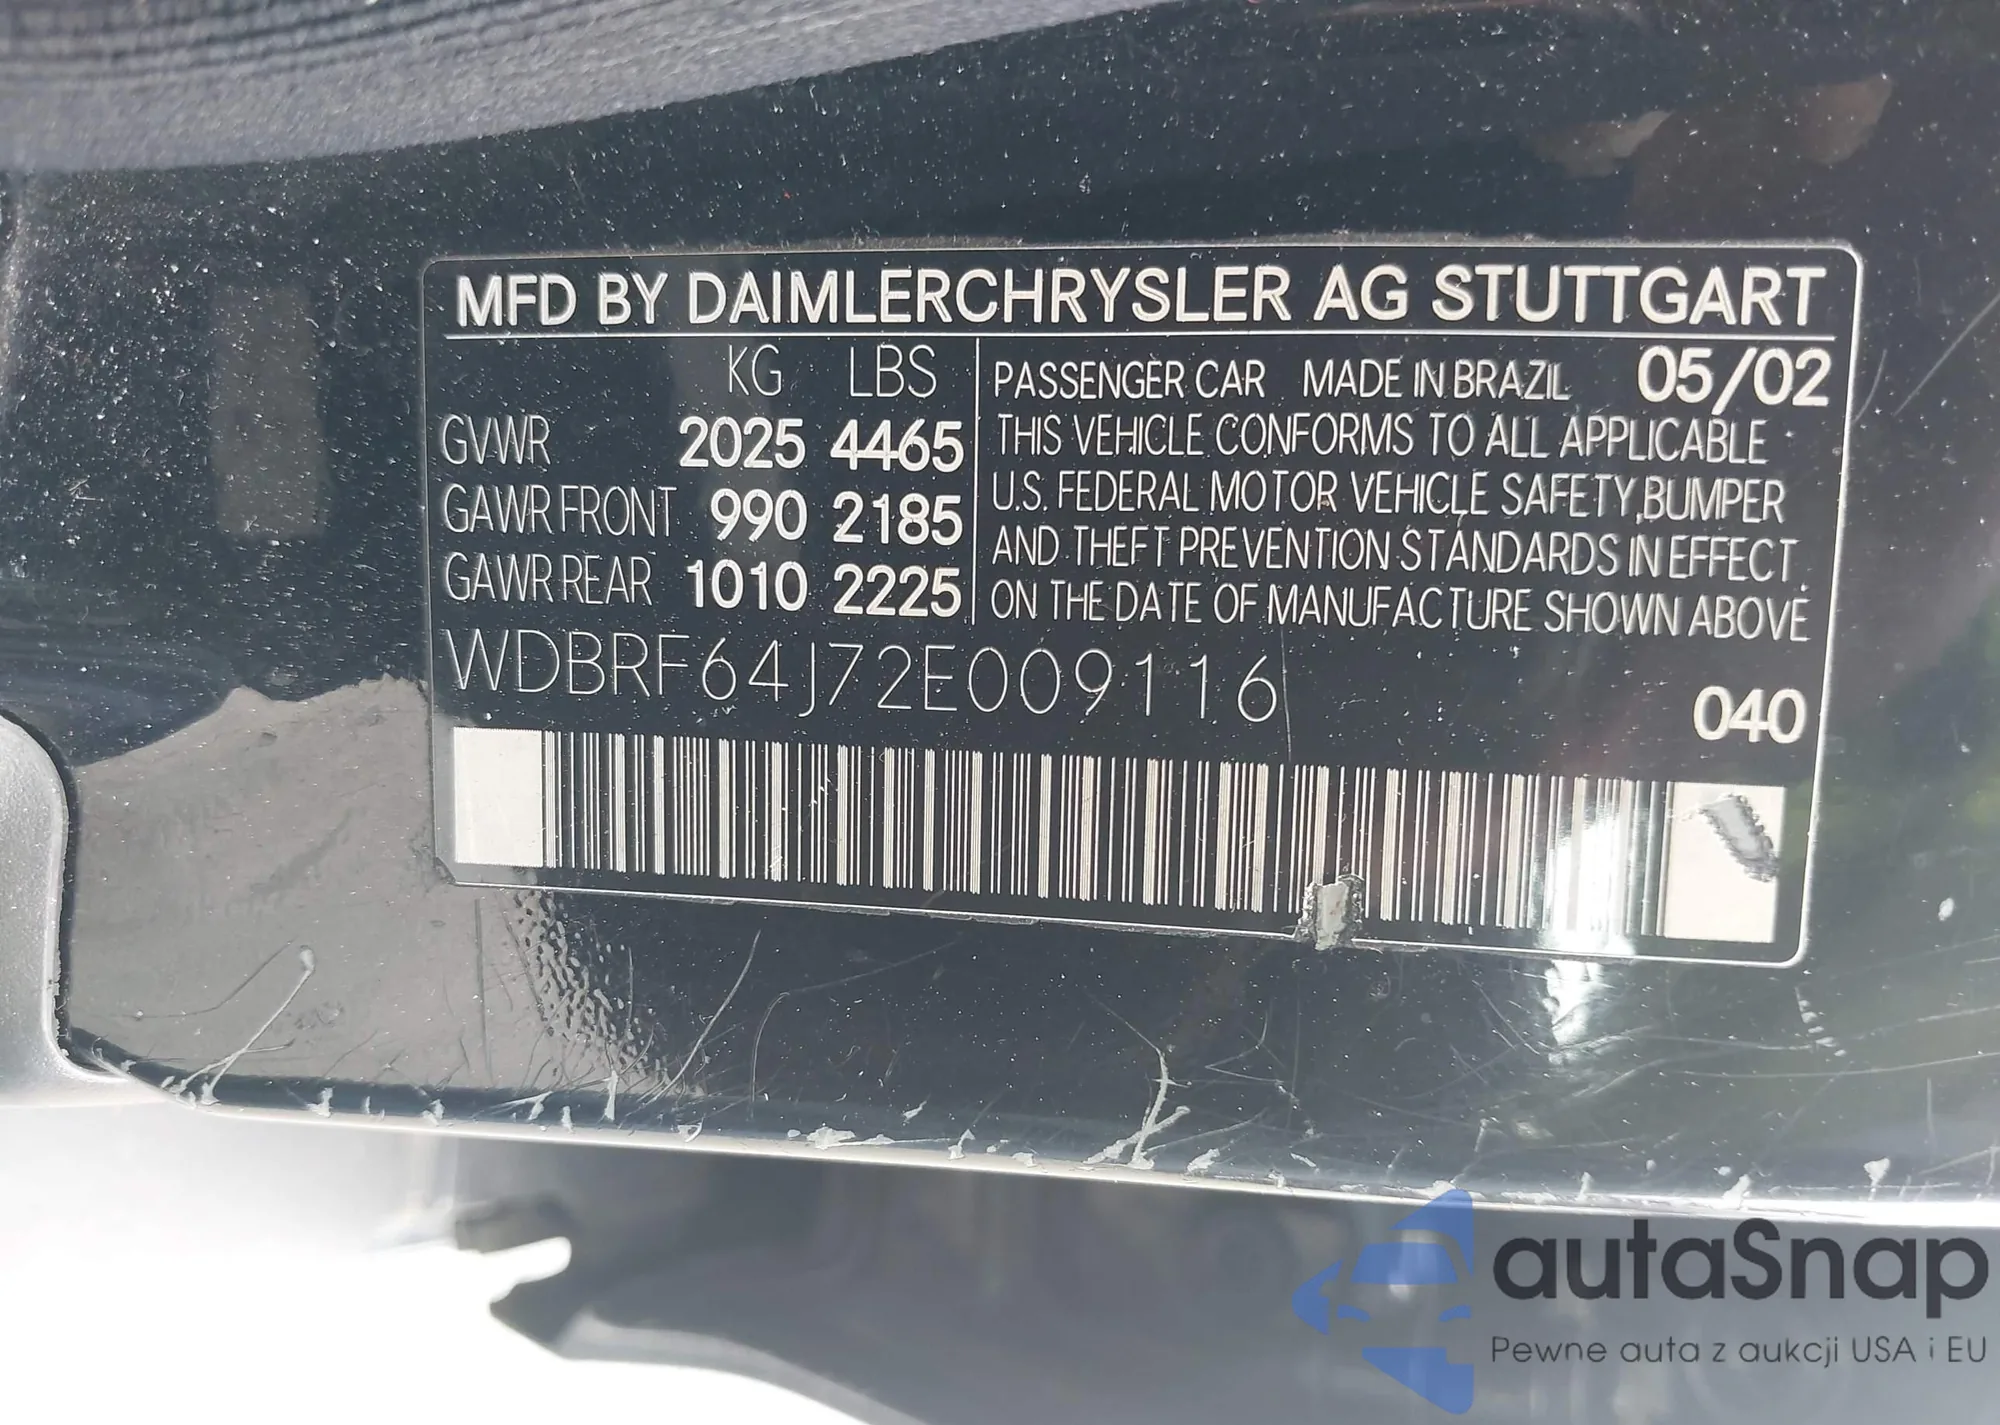 MFD BY DAIMLERCHRYSLER AG STUTTGART
KG LBS
GVWR 2025 4465
GAWR FRONT 990 2185
GAWR REAR 1010 2225
PASSENGER CAR MADE IN BRAZIL 05/02
THIS VEHICLE CONFORMS TO ALL APPLICABLE
U.S. FEDERAL MOTOR VEHICLE SAFETY, BUMPER
AND THEFT PREVENTION STANDARDS IN EFFECT
ON THE DATE OF MANUFACTURE SHOWN ABOVE
WDBRF64J72E009116
040
autaSnap
Pewne auta z aukcji USA i EU